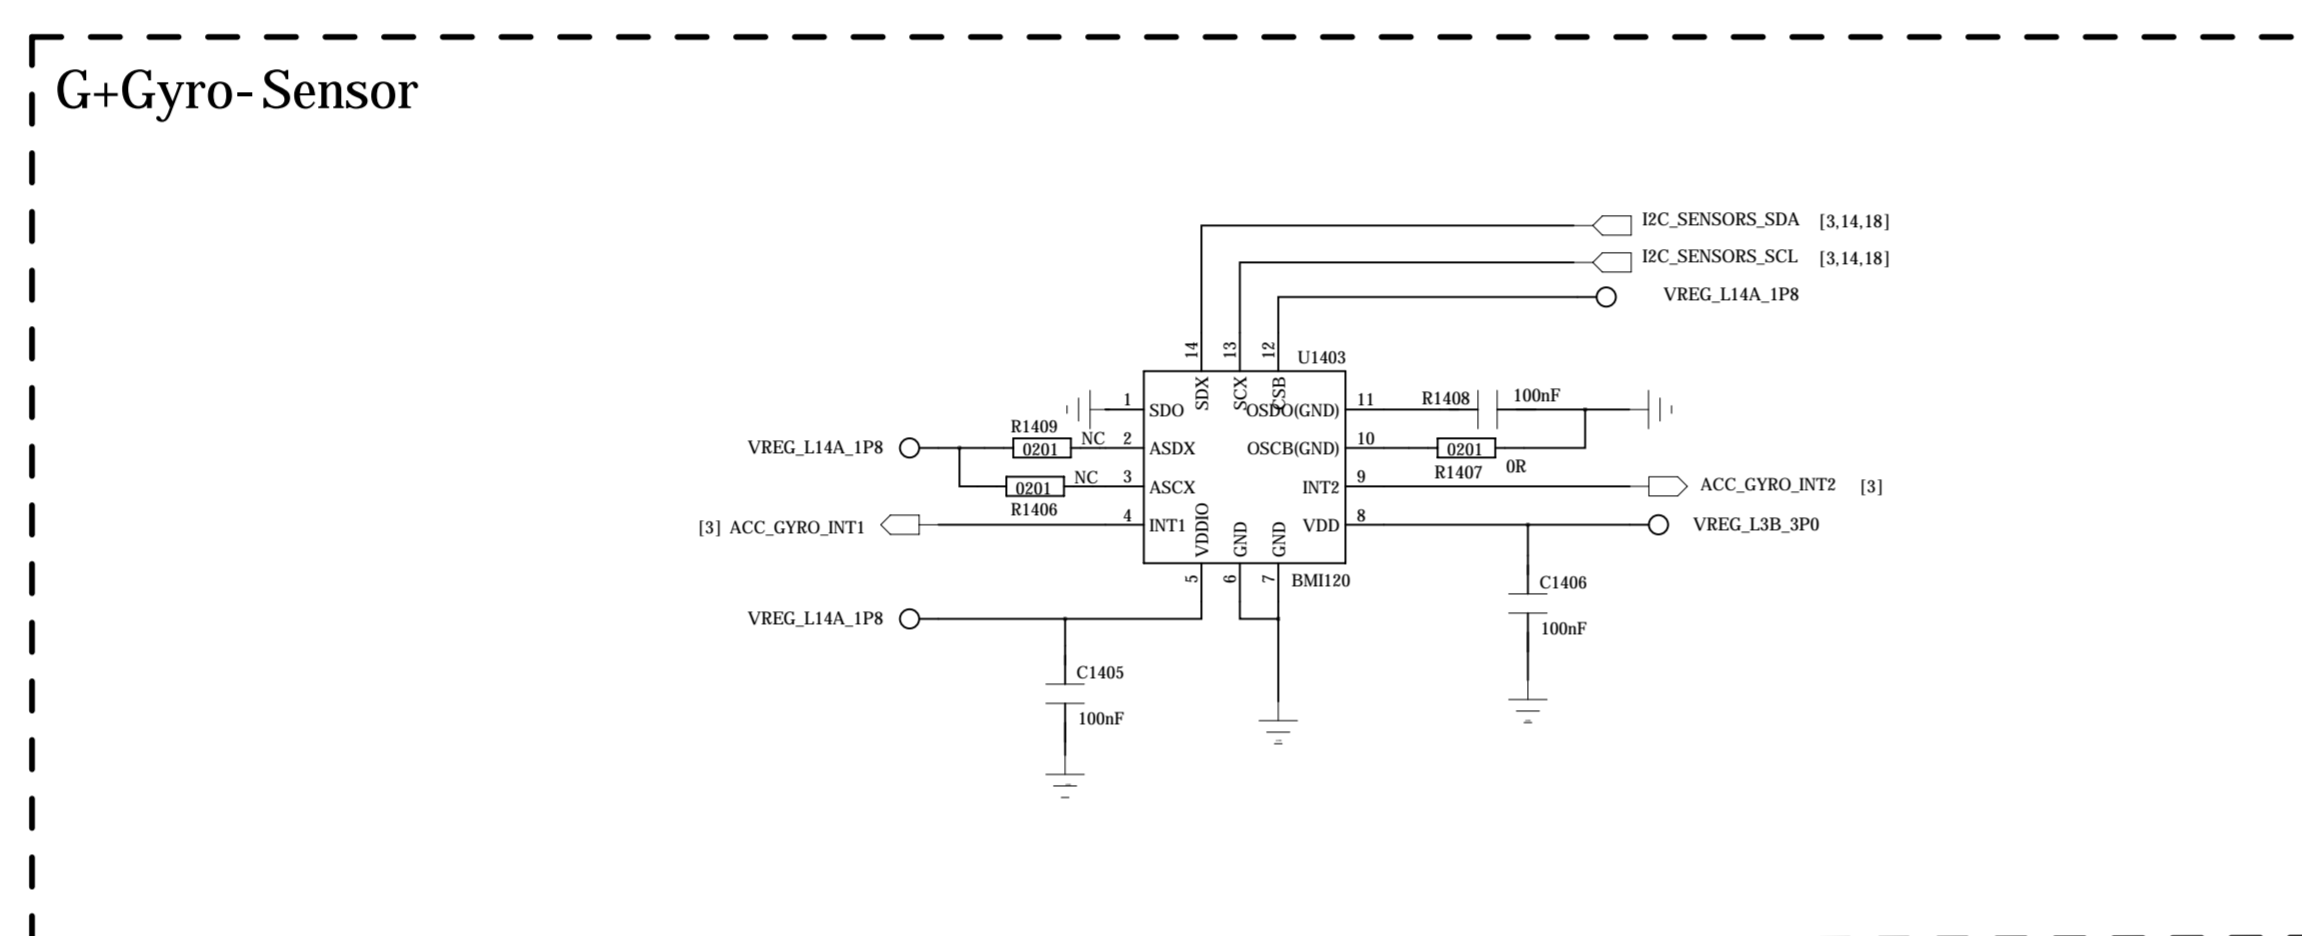 G+Gyro-Sensor
I2C_SENSORS_SDA [3,14,18]
I2C_SENSORS_SCL [3,14,18]
VREG_L14A_1P8
14
13
12
U1403
SDX
SCX
CSB
1
SDO
OSDO(GND)
11
R1408
100nF
R1409
VREG_L14A_1P8
0201
NC
2
ASDX
OSCB(GND)
10
0201
R1407
0R
0201
NC
3
ASCX
R1406
INT2
9
ACC_GYRO_INT2 [3]
[3] ACC_GYRO_INT1
4
INT1
VDDIO
GND
GND
VDD
8
VREG_L3B_3P0
5
6
7
BMI120
C1406
100nF
VREG_L14A_1P8
C1405
100nF